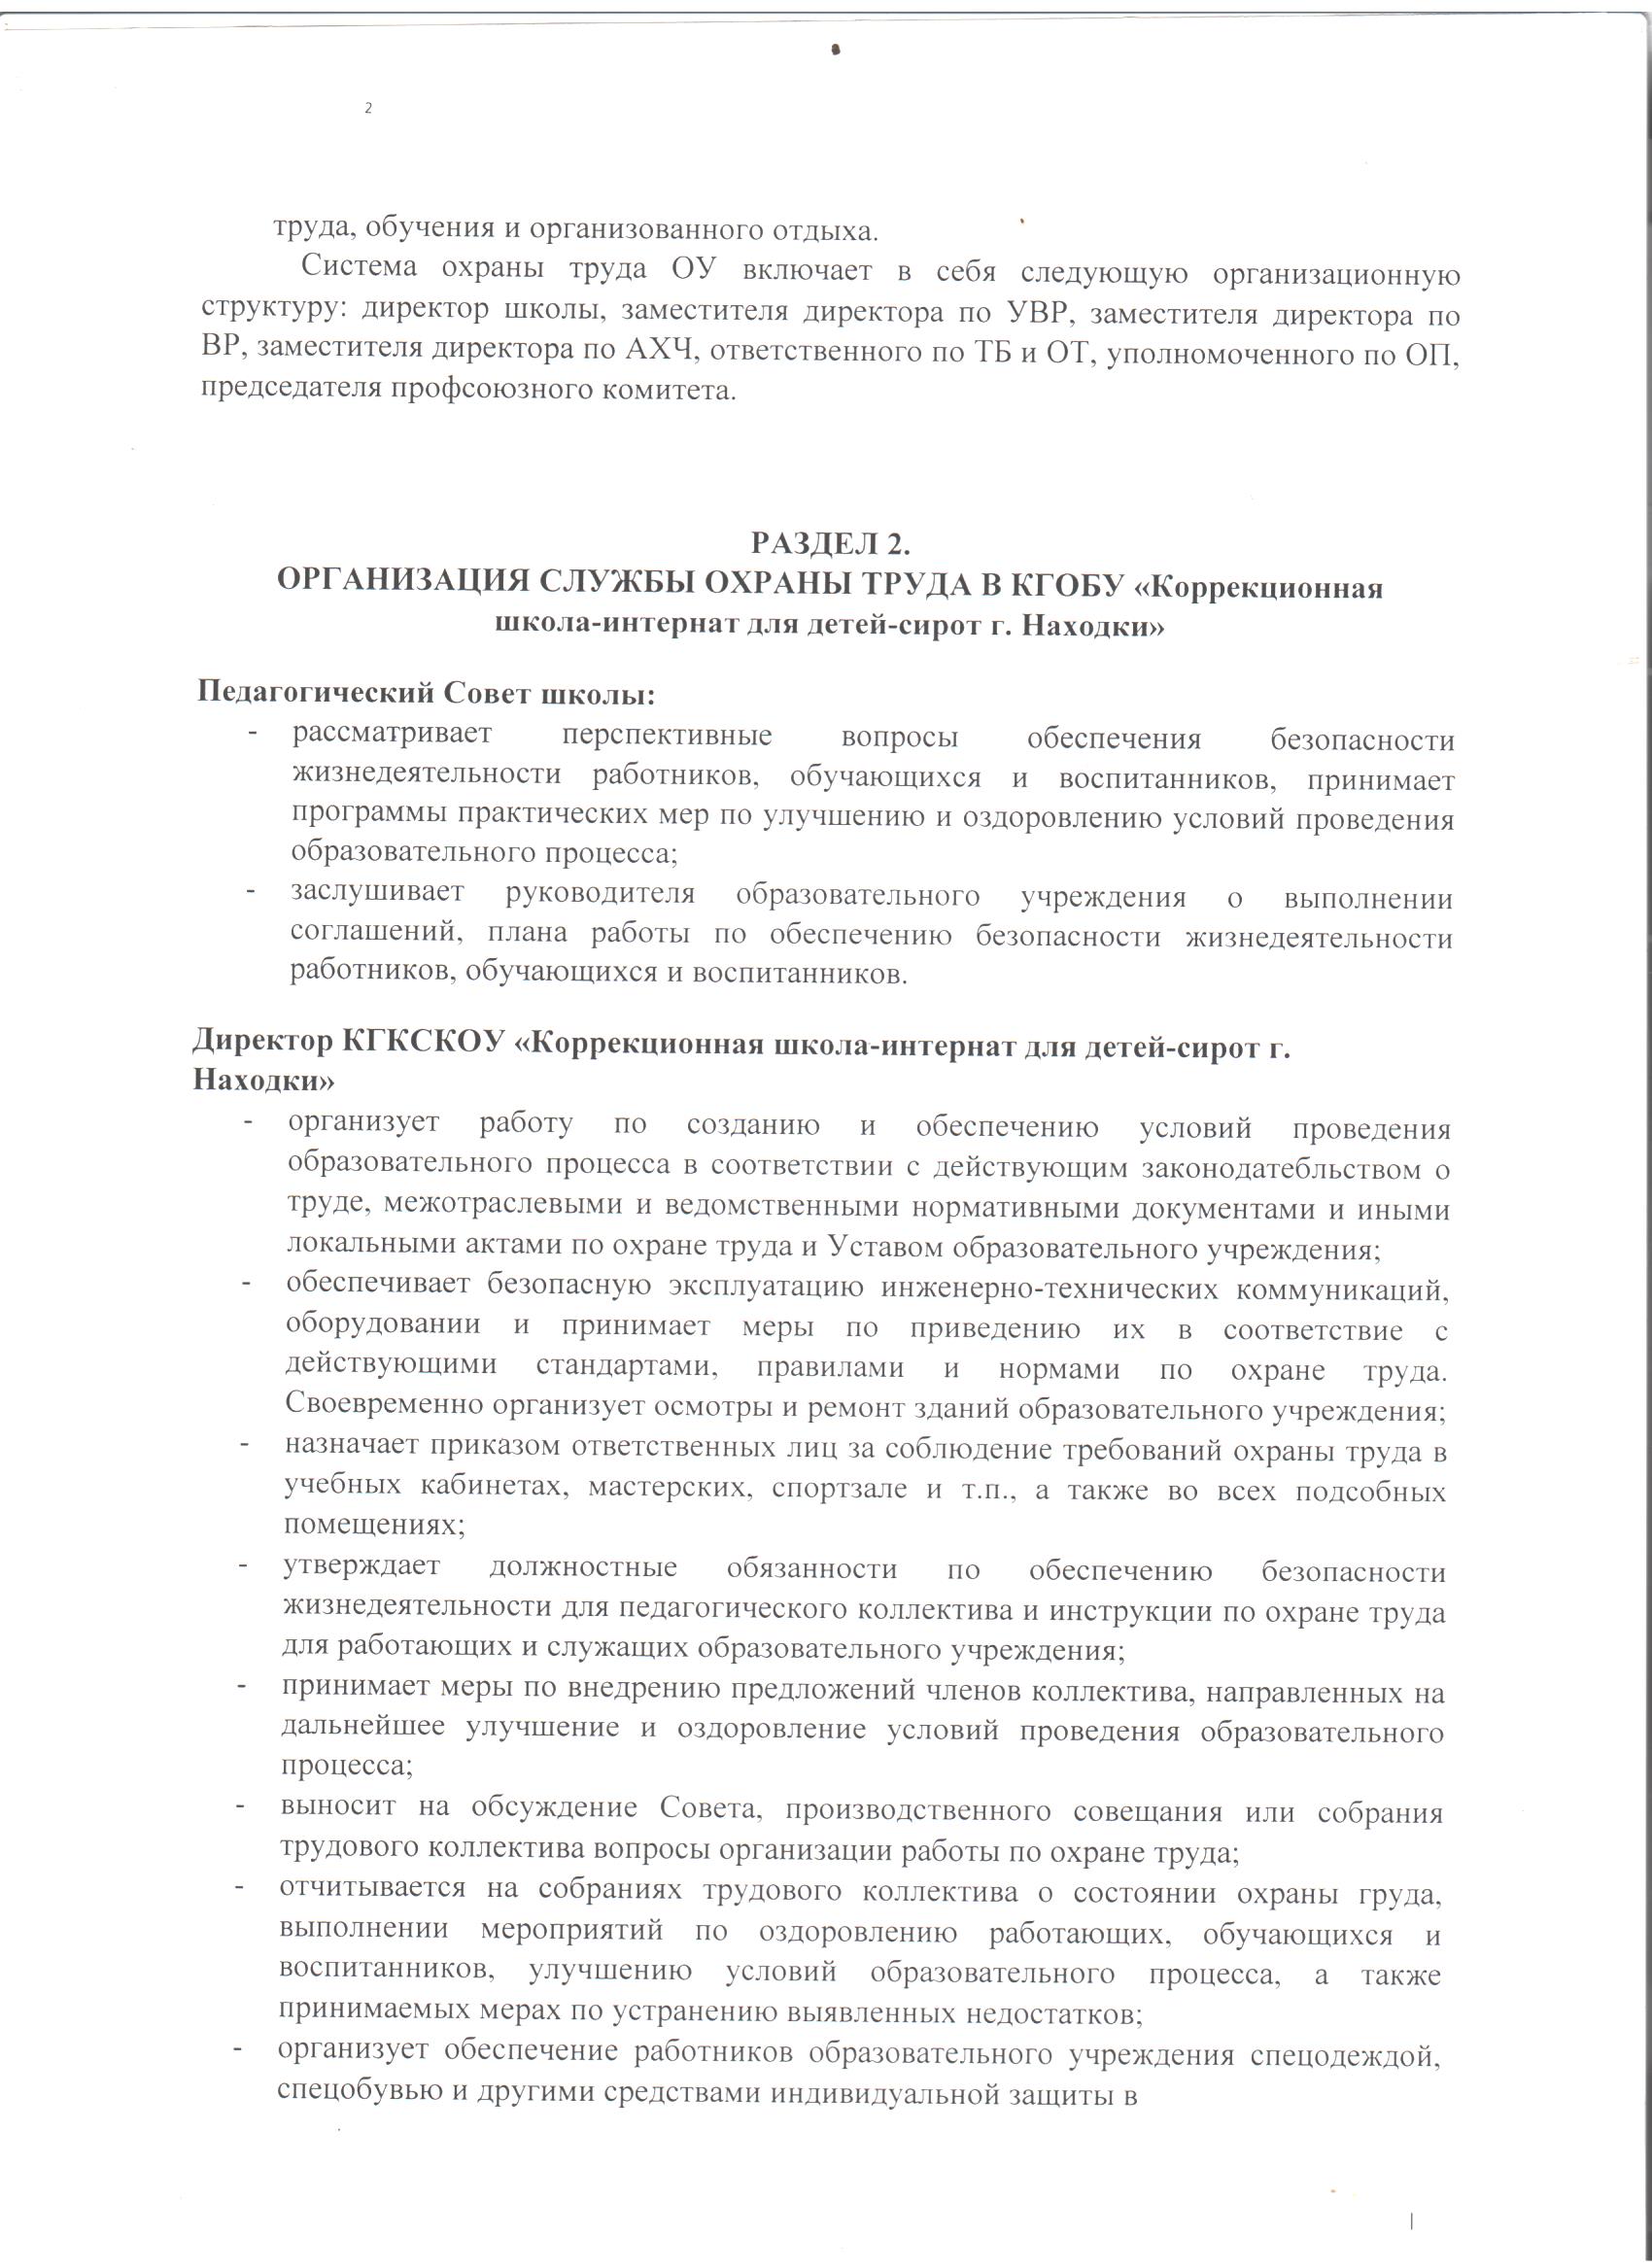 2
труда, обучения и организованного отдыха.
Система охраны труда ОУ включает в себя следующую организационную
структуру: директор школы, заместителя директора по УВР, заместителя директора по
ВР, заместителя директора по АХЧ, ответственного по ТБ и ОТ, уполномоченного по ОП,
председателя профсоюзного комитета.
РАЗДЕЛ 2.
ОРГАНИЗАЦИЯ СЛУЖБЫ ОХРАНЫ ТРУДА В КГОБУ «Коррекционная
школа-интернат для детей-сирот г. Находки»
Педагогический Совет школы:
- рассматривает перспективные вопросы обеспечения безопасности
жизнедеятельности работников, обучающихся и воспитанников, принимает
программы практических мер по улучшению и оздоровлению условий проведения
образовательного процесса;
- заслушивает руководителя образовательного учреждения о выполнении
соглашений, плана работы по обеспечению безопасности жизнедеятельности
работников, обучающихся и воспитанников.
Директор КГКСКОУ «Коррекционная школа-интернат для детей-сирот г.
Находки»
- организует работу по созданию и обеспечению условий проведения
образовательного процесса в соответствии с действующим законодатебльством о
труде, межотраслевыми и ведомственными нормативными документами и иными
локальными актами по охране труда и Уставом образовательного учреждения;
- обеспечивает безопасную эксплуатацию инженерно-технических коммуникаций,
оборудовании и принимает меры по приведению их в соответствие с
действующими стандартами, правилами и нормами по охране труда.
Своевременно организует осмотры и ремонт зданий образовательного учреждения;
- назначает приказом ответственных лиц за соблюдение требований охраны труда в
учебных кабинетах, мастерских, спортзале и т.п., а также во всех подсобных
помещениях;
- утверждает должностные обязанности по обеспечению безопасности
жизнедеятельности для педагогического коллектива и инструкции по охране труда
для работающих и служащих образовательного учреждения;
- принимает меры по внедрению предложений членов коллектива, направленных на
дальнейшее улучшение и оздоровление условий проведения образовательного
процесса;
- выносит на обсуждение Совета, производственного совещания или собрания
трудового коллектива вопросы организации работы по охране труда;
- отчитывается на собраниях трудового коллектива о состоянии охраны груда,
выполнении мероприятий по оздоровлению работающих, обучающихся и
воспитанников, улучшению условий образовательного процесса, а также
принимаемых мерах по устранению выявленных недостатков;
- организует обеспечение работников образовательного учреждения спецодеждой,
спецобувью и другими средствами индивидуальной защиты в